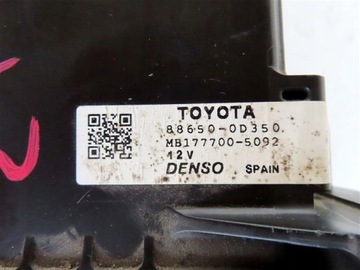 TOYOTA
88650-0D350.
MB177700-5092
12V
DENSO SPAIN